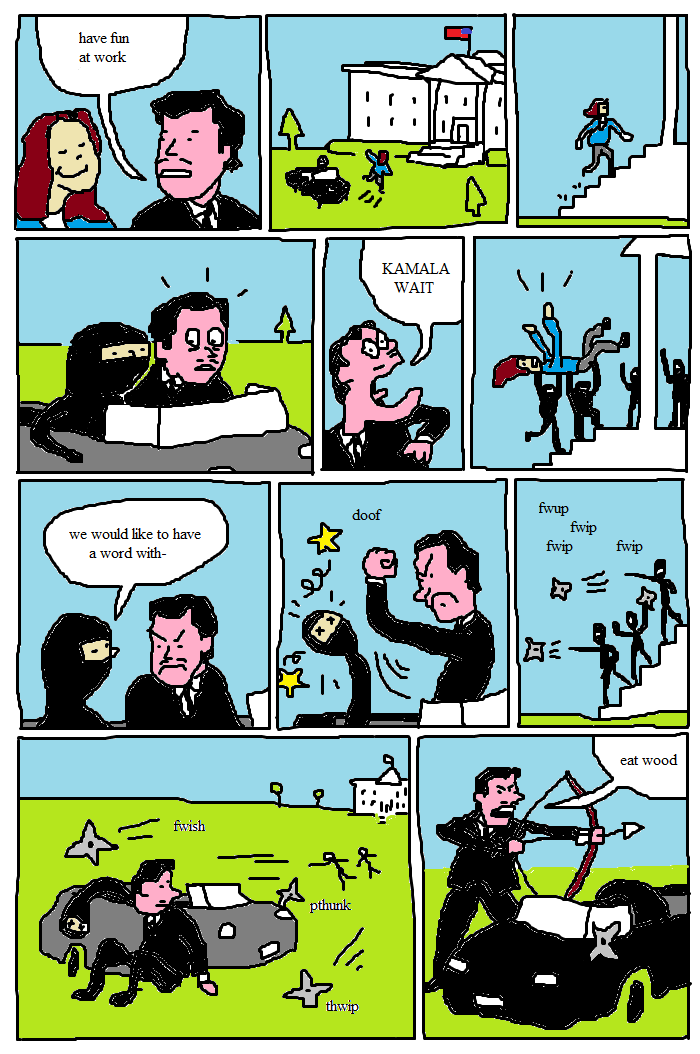 have fun
at work
KAMALA
WAIT
we would like to have
a word with-
doof
fwup
fwip
fwip
fwip
fwish
pthunk
thwip
eat wood